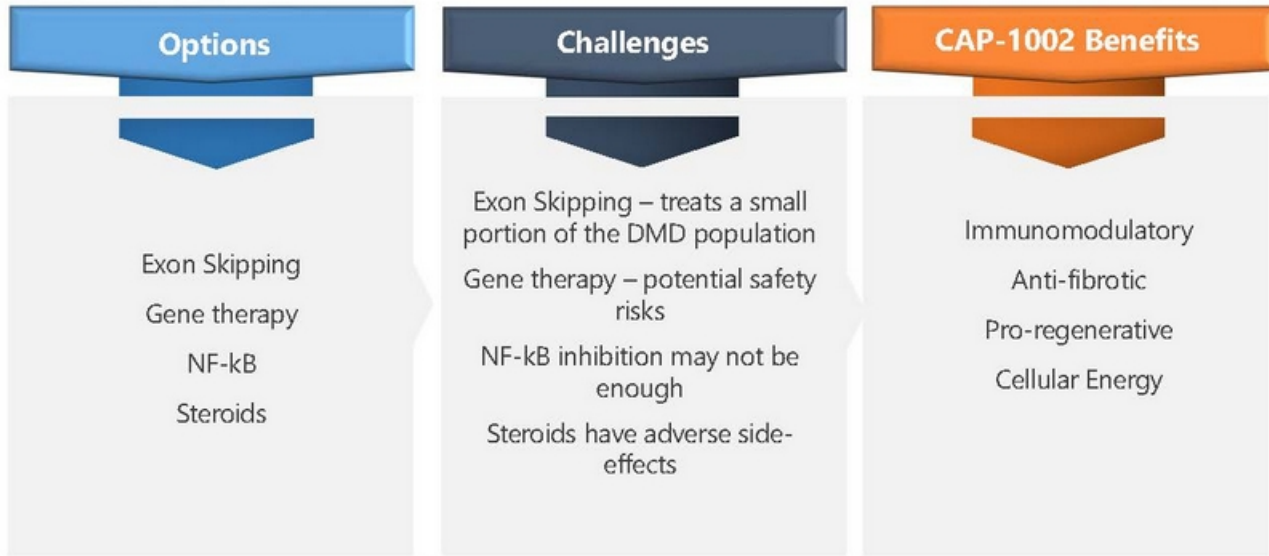 Options
Exon Skipping
Gene therapy
NF-kB
Steroids
Challenges
Exon Skipping – treats a small
portion of the DMD population
Gene therapy – potential safety
risks
NF-kB inhibition may not be
enough
Steroids have adverse side-
effects
CAP-1002 Benefits
Immunomodulatory
Anti-fibrotic
Pro-regenerative
Cellular Energy